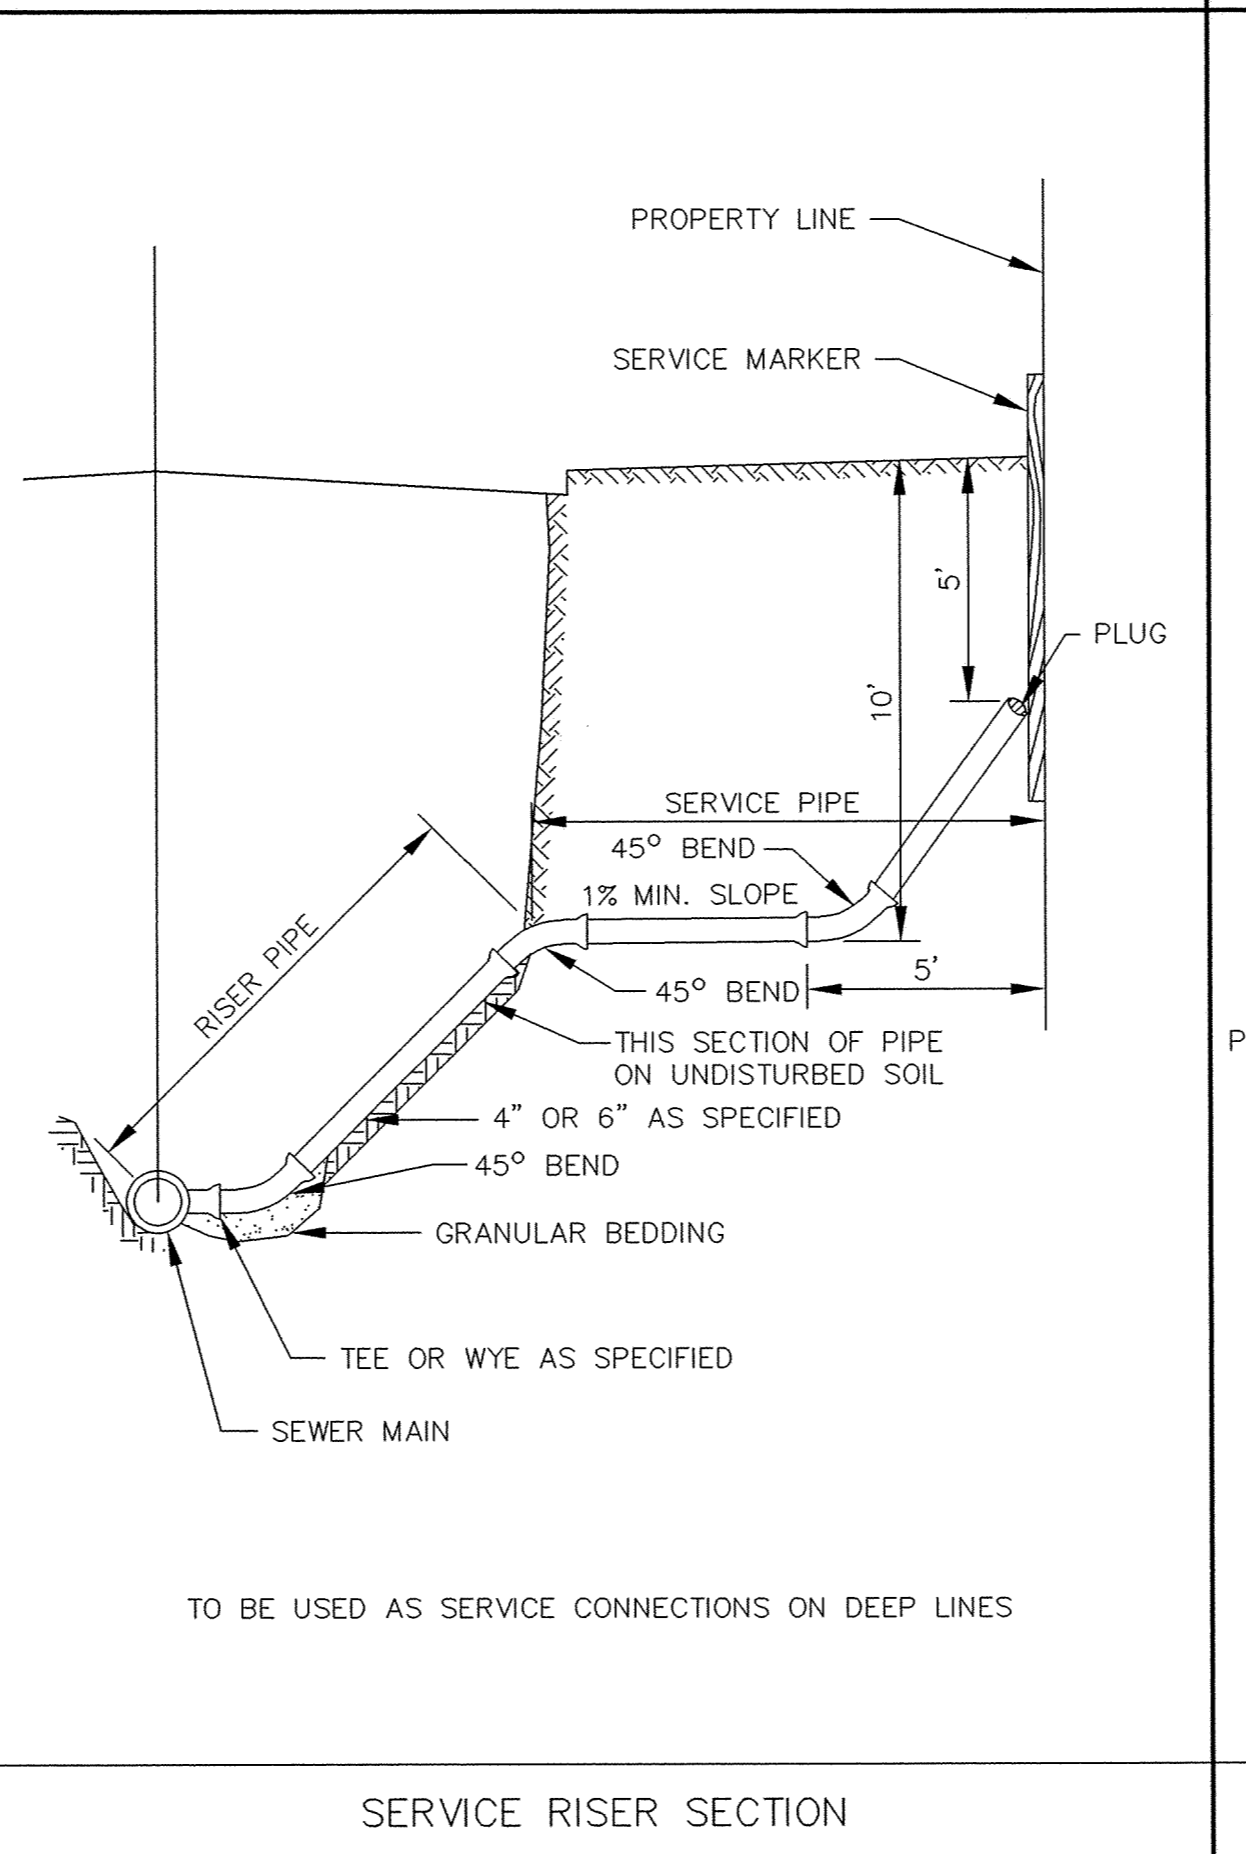 PROPERTY LINE
SERVICE MARKER
5'
PLUG
10'
SERVICE PIPE
45° BEND
1% MIN. SLOPE
RISER PIPE
5'
45° BEND
THIS SECTION OF PIPE
ON UNDISTURBED SOIL
P
4" OR 6" AS SPECIFIED
45° BEND
GRANULAR BEDDING
TEE OR WYE AS SPECIFIED
SEWER MAIN
TO BE USED AS SERVICE CONNECTIONS ON DEEP LINES
SERVICE RISER SECTION